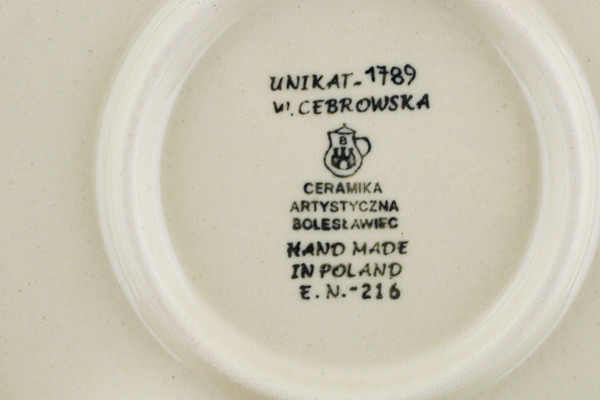 UNIKAT-1789
W. CEBROWSKA
B
CERAMIKA
ARTYSTYCZNA
BOLESŁAWIEC
HAND MADE
IN POLAND
E. N.-216